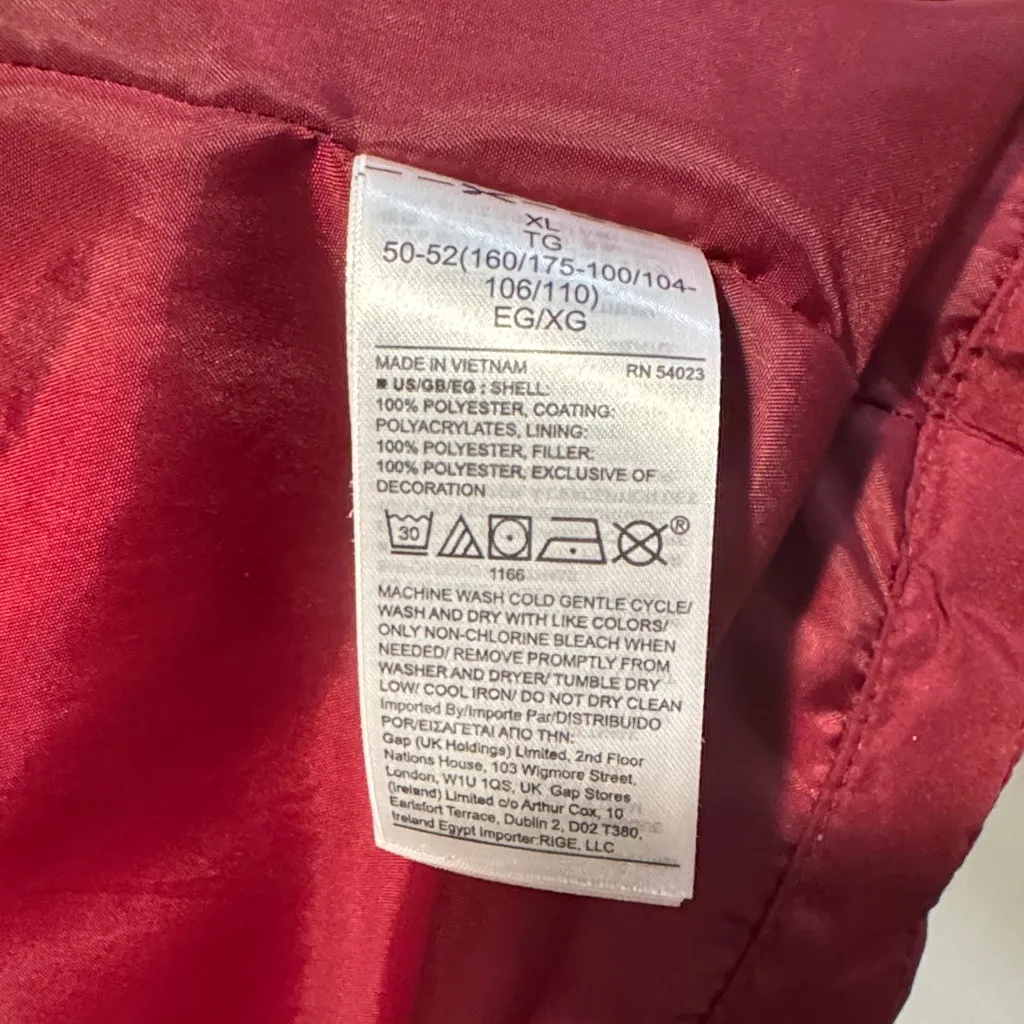 XL
TG
50-52(160/175-100/104-
106/110)
EG/XG
MADE IN VIETNAM RN 54023
■ US/GB/EG : SHELL:
100% POLYESTER, COATING:
POLYACRYLATES, LINING:
100% POLYESTER, FILLER:
100% POLYESTER, EXCLUSIVE OF
DECORATION
30 ®
1166
MACHINE WASH COLD GENTLE CYCLE/
WASH AND DRY WITH LIKE COLORS/
ONLY NON-CHLORINE BLEACH WHEN
NEEDED/ REMOVE PROMPTLY FROM
WASHER AND DRYER/ TUMBLE DRY
LOW/ COOL IRON/ DO NOT DRY CLEAN
Imported By/Importe Par/DISTRIBUIDO
POR/ΕΙΣΑΓΕΤΑΙ ΑΠΟ ΤΗΝ:
Gap (UK Holdings) Limited, 2nd Floor
Nations House, 103 Wigmore Street,
London, W1U 1QS, UK Gap Stores
(Ireland) Limited c/o Arthur Cox, 10
Earlsfort Terrace, Dublin 2, D02 T380,
Ireland Egypt Importer:RIGE, LLC